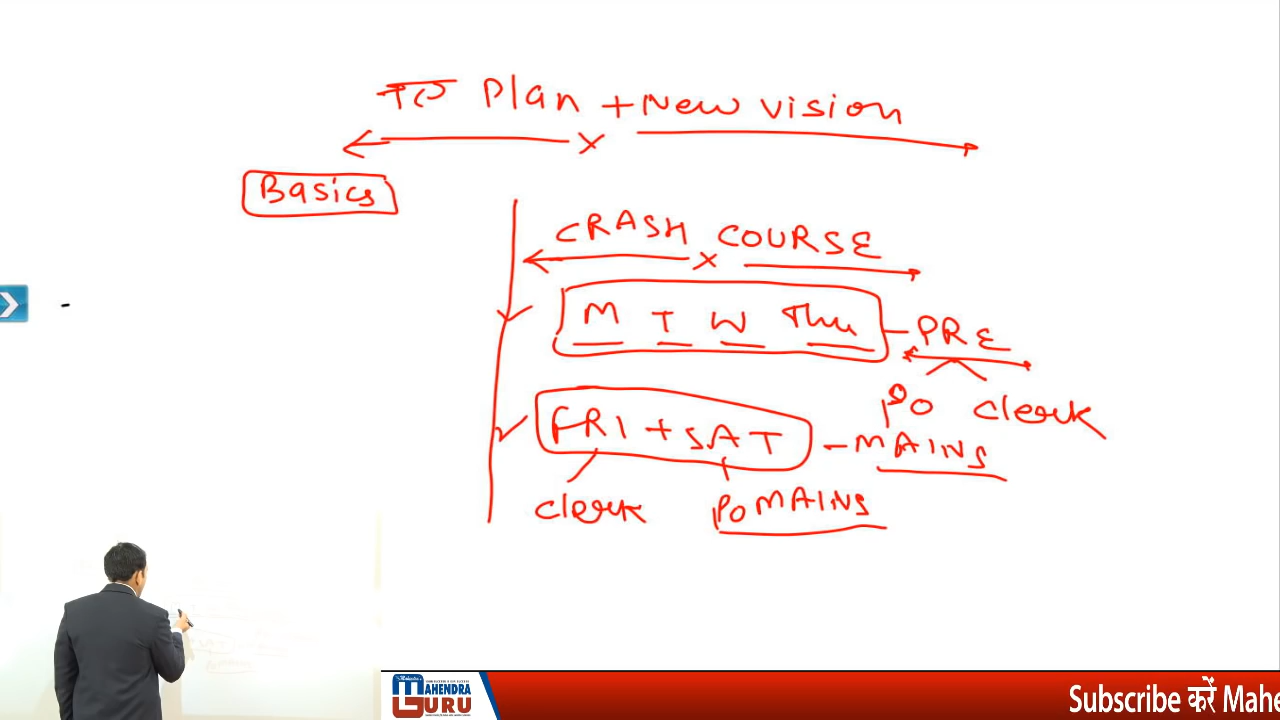 Plan + New vision
Basics
CRASH COURSE
M T W Thu - PRE
PO clerk
FRI + SAT - MAINS
clerk PO MAINS
MAHENDRA
GURU
Subscribe करें Mahe